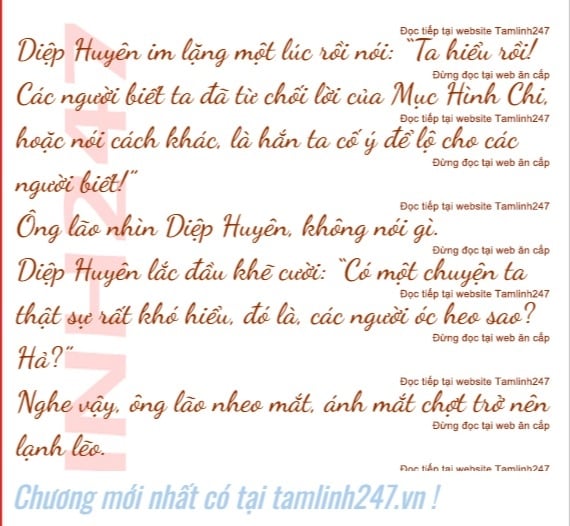 Đọc tiếp tại website Tamlinh247
Diệp Huyên im lặng một lúc rồi nói: “Ta hiểu rồi!
Đừng đọc tại web ăn cắp
Các người biết ta đã từ chối lời của Mục Hình Chi,
Đọc tiếp tại website Tamlinh247
hoặc nói cách khác, là hắn ta cố ý để lộ cho các
Đừng đọc tại web ăn cắp
người biết!”
Đọc tiếp tại website Tamlinh247
Ông lão nhìn Diệp Huyên, không nói gì.
Đừng đọc tại web ăn cắp
Diệp Huyên lắc đầu khẽ cười: “Có một chuyện ta
Đọc tiếp tại website Tamlinh247
thật sự rất khó hiểu, đó là, các người óc heo sao?
Đừng đọc tại web ăn cắp
Hả?”
Đọc tiếp tại website Tamlinh247
Nghe vậy, ông lão nheo mắt, ánh mắt chợt trở nên
Đừng đọc tại web ăn cắp
lạnh lẽo.
Đọc tiếp tại website Tamlinh247
INH247
Chương mới nhất có tại tamlinh247.vn !